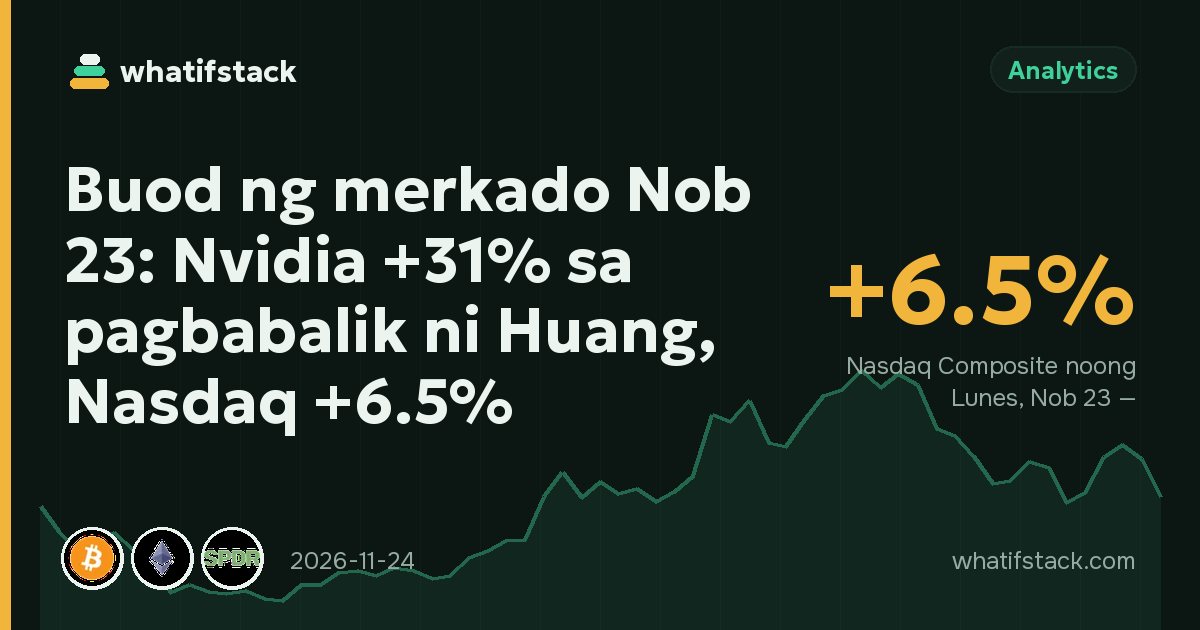 whatifstack
Analytics
Buod ng merkado Nob
23: Nvidia +31% sa
pagbabalik ni Huang,
Nasdaq +6.5%
+6.5%
Nasdaq Composite noong
Lunes, Nob 23 —
SPDR
2026-11-24
whatifstack.com